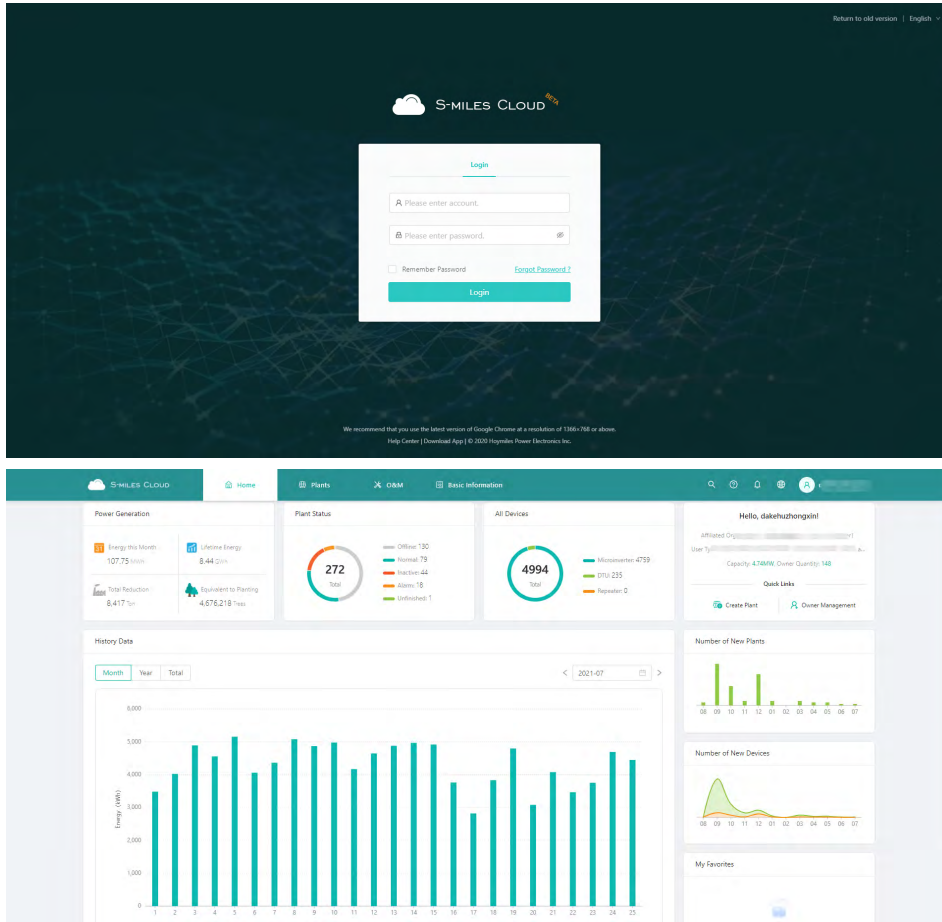 Return to old version | English
S-MILES CLOUD BETA
Login
Please enter account.
Please enter password.
Remember Password Forgot Password ?
Login
We recommend that you use the latest version of Google Chrome at a resolution of 1366×768 or above.
Help Center | Download App | © 2020 Hoymiles Power Electronics Inc.
S-MILES CLOUD Home Plants O&M Basic Information
Power Generation
Energy this Month
107.75 MWh
Lifetime Energy
8.44 GWh
Total Reduction
8,417 Ton
Equivalent to Planting
4,676,218 Trees
Plant Status
272
Total
Offline: 130
Normal: 79
Inactive: 44
Alarm: 18
Unfinished: 1
All Devices
4994
Total
Microinverter: 4759
DTU: 235
Repeater: 0
Hello, dakehuzhongxin!
Affiliated Org
User Ty
Capacity: 4.74MW, Owner Quantity: 148
Quick Links
Create Plant Owner Management
History Data
Month Year Total
< 2021-07 >
Energy (kWh)
6,000
5,000
4,000
3,000
2,000
1,000
0
1 2 3 4 5 6 7 8 9 10 11 12 13 14 15 16 17 18 19 20 21 22 23 24 25
Number of New Plants
08 09 10 11 12 01 02 03 04 05 06 07
Number of New Devices
08 09 10 11 12 01 02 03 04 05 06 07
My Favorites